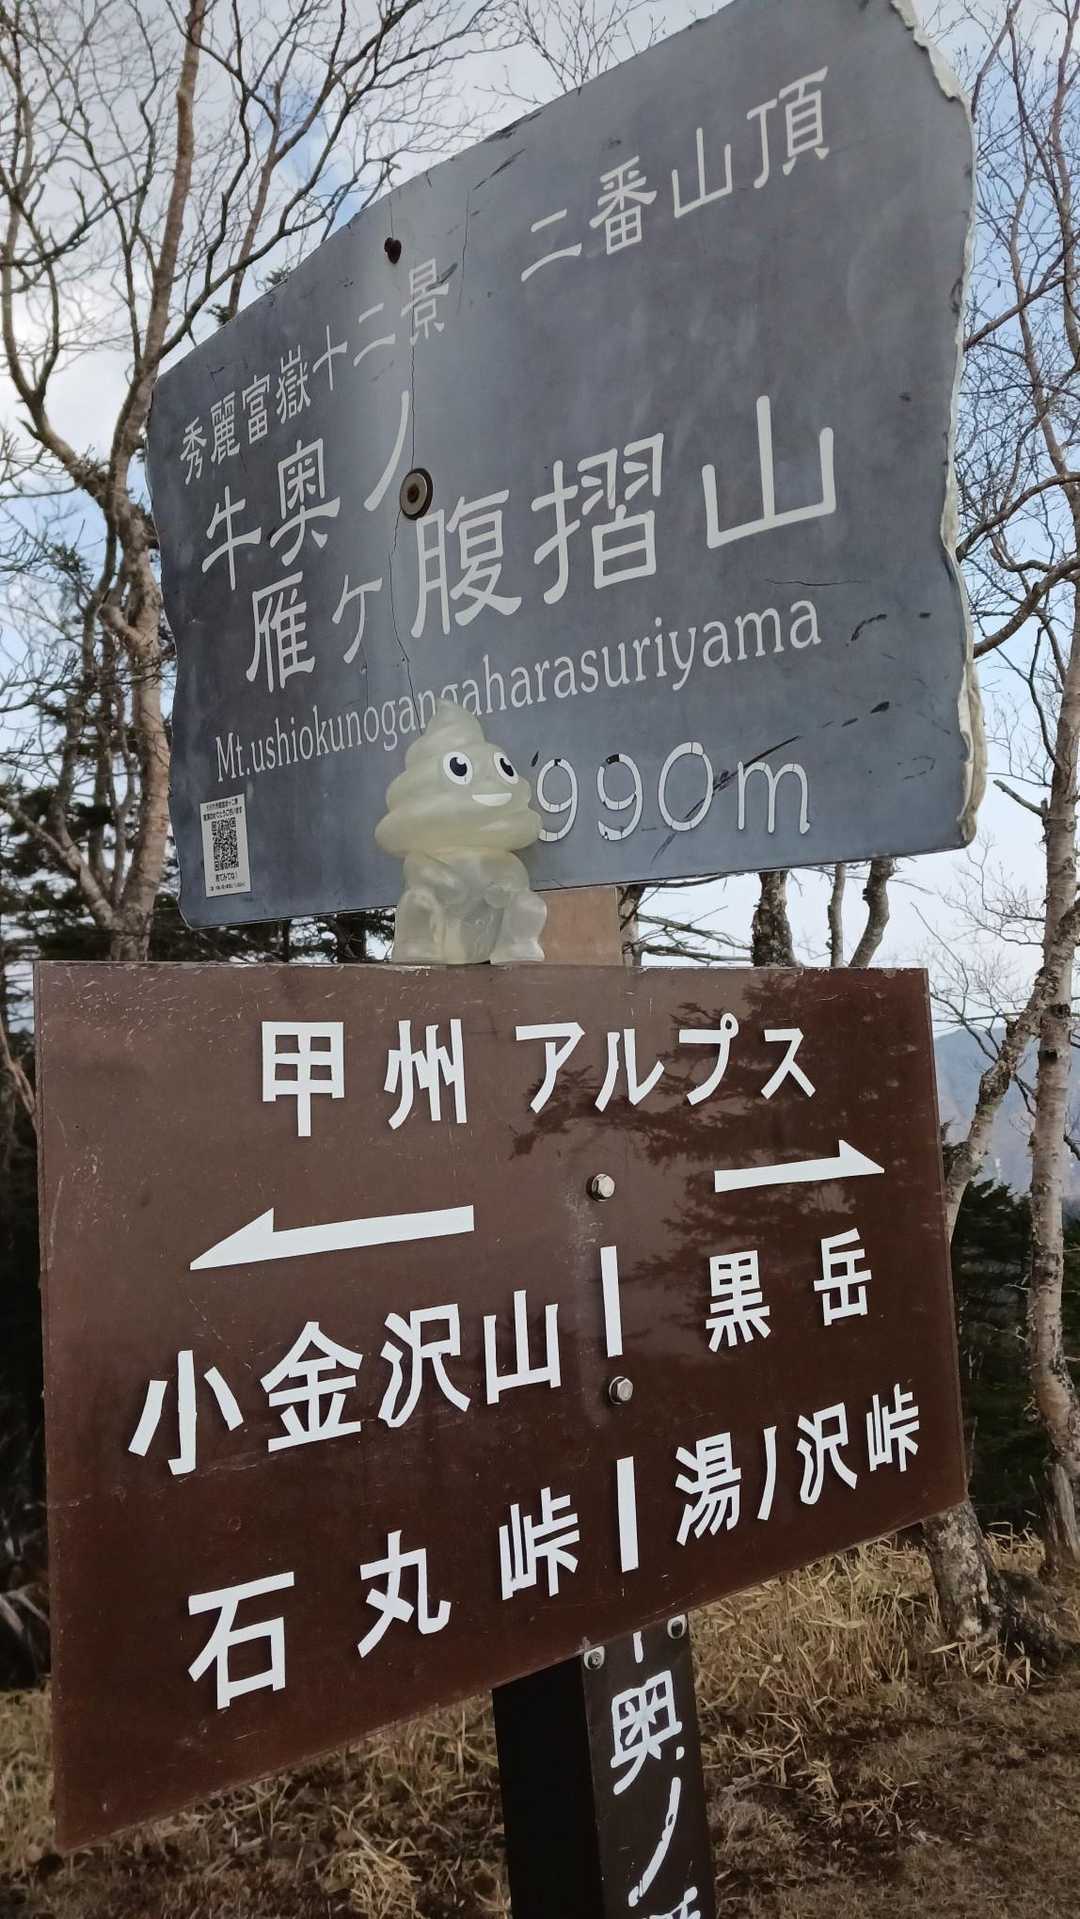 秀麗富嶽十二景 二番山頂
牛奥ノ
雁ヶ腹摺山
Mt.ushiokunogangaharasuriyama
990m
甲州アルプス
小金沢山 黒岳
石丸峠 湯ノ沢峠
奥ノ